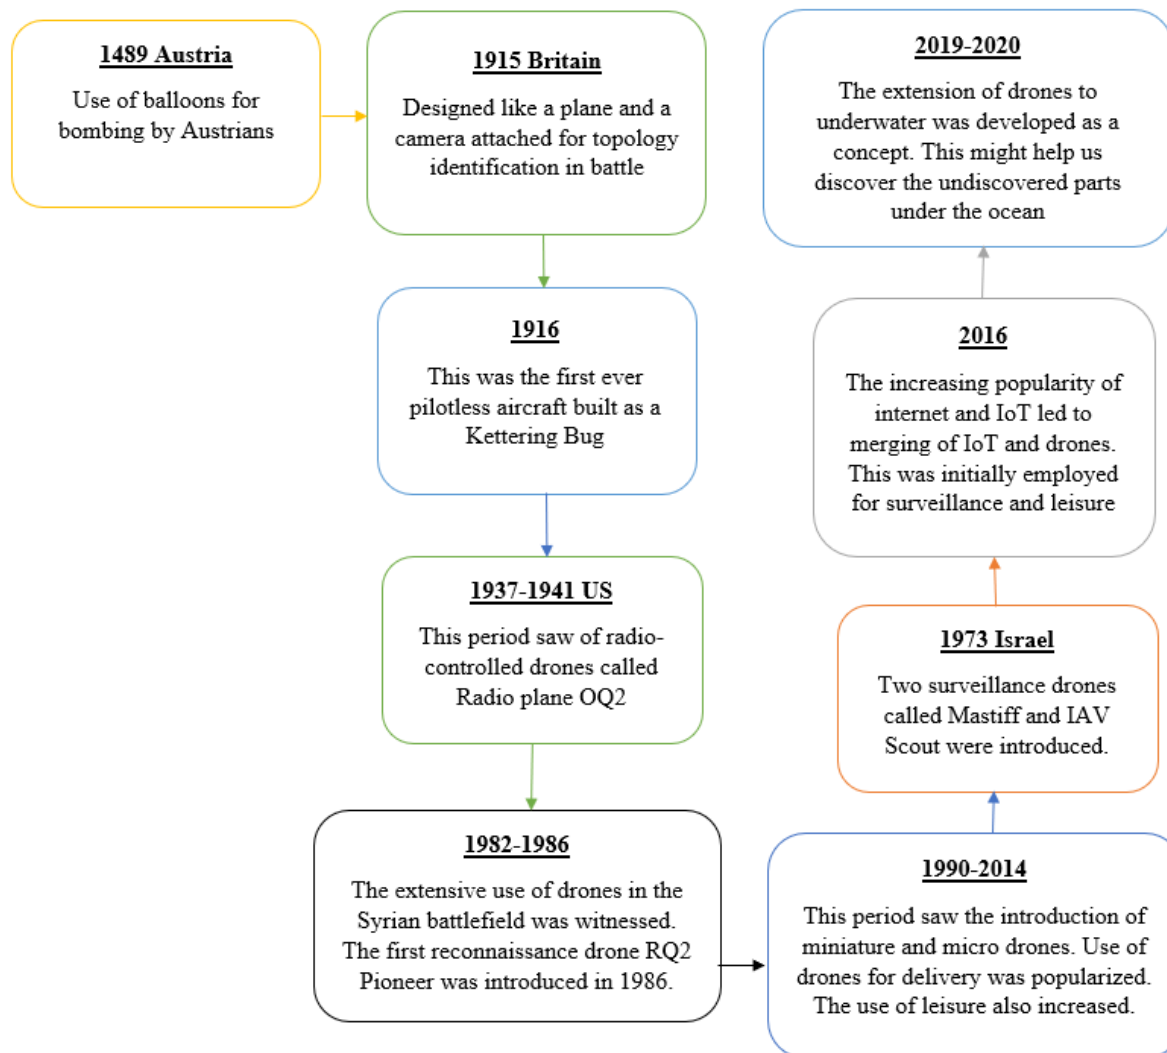 1489 Austria
Use of balloons for
bombing by Austrians
1915 Britain
Designed like a plane and a
camera attached for topology
identification in battle
1916
This was the first ever
pilotless aircraft built as a
Kettering Bug
1937-1941 US
This period saw of radio-
controlled drones called
Radio plane OQ2
1982-1986
The extensive use of drones in the
Syrian battlefield was witnessed.
The first reconnaissance drone RQ2
Pioneer was introduced in 1986.
1990-2014
This period saw the introduction of
miniature and micro drones. Use of
drones for delivery was popularized.
The use of leisure also increased.
1973 Israel
Two surveillance drones
called Mastiff and IAV
Scout were introduced.
2016
The increasing popularity of
internet and IoT led to
merging of IoT and drones.
This was initially employed
for surveillance and leisure
2019-2020
The extension of drones to
underwater was developed as a
concept. This might help us
discover the undiscovered parts
under the ocean